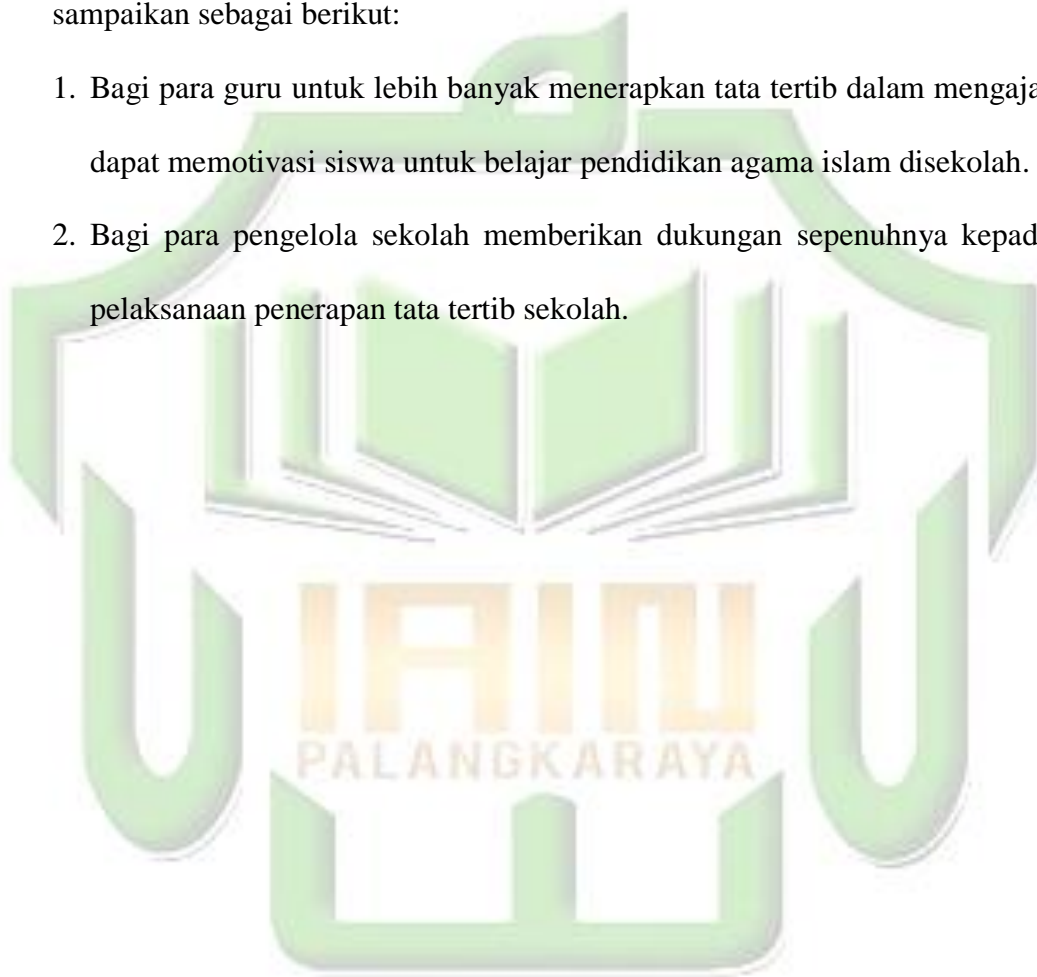 sampaikan sebagai berikut:
1. Bagi para guru untuk lebih banyak menerapkan tata tertib dalam mengaja
dapat memotivasi siswa untuk belajar pendidikan agama islam disekolah.
2. Bagi para pengelola sekolah memberikan dukungan sepenuhnya kepad
pelaksanaan penerapan tata tertib sekolah.
IAIN
PALANGKARAYA